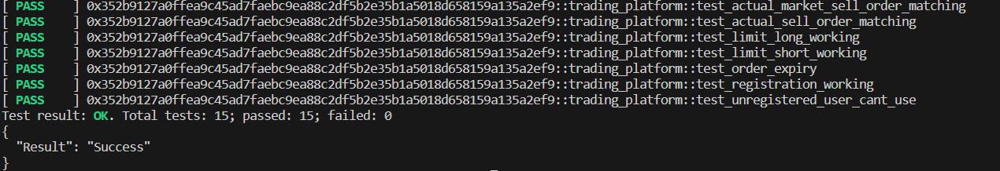 [ PASS    ] 0x352b9127a0ffea9c45ad7faebc9ea88c2df5b2e35b1a5018d658159a135a2ef9::trading_platform::test_actual_market_sell_order_matching
[ PASS    ] 0x352b9127a0ffea9c45ad7faebc9ea88c2df5b2e35b1a5018d658159a135a2ef9::trading_platform::test_actual_sell_order_matching
[ PASS    ] 0x352b9127a0ffea9c45ad7faebc9ea88c2df5b2e35b1a5018d658159a135a2ef9::trading_platform::test_limit_long_working
[ PASS    ] 0x352b9127a0ffea9c45ad7faebc9ea88c2df5b2e35b1a5018d658159a135a2ef9::trading_platform::test_limit_short_working
[ PASS    ] 0x352b9127a0ffea9c45ad7faebc9ea88c2df5b2e35b1a5018d658159a135a2ef9::trading_platform::test_order_expiry
[ PASS    ] 0x352b9127a0ffea9c45ad7faebc9ea88c2df5b2e35b1a5018d658159a135a2ef9::trading_platform::test_registration_working
[ PASS    ] 0x352b9127a0ffea9c45ad7faebc9ea88c2df5b2e35b1a5018d658159a135a2ef9::trading_platform::test_unregistered_user_cant_use
Test result: OK. Total tests: 15; passed: 15; failed: 0
{
  "Result": "Success"
}